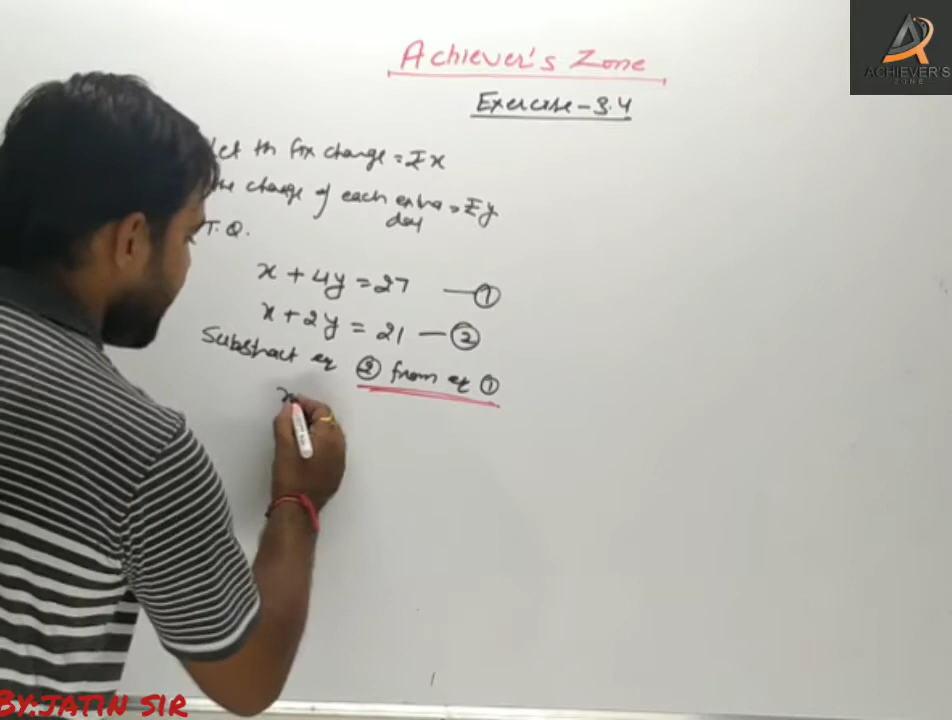 Achiever's Zone
Exercise-3.4
ACHIEVER'S
ZONE
Let th fix charge = ₹x
the charge of each extra = ₹y
day
T.Q.
x + 4y = 27 — ①
x + 2y = 21 — ②
Substract eq ② from eq ①
x
BY:JATIN SIR